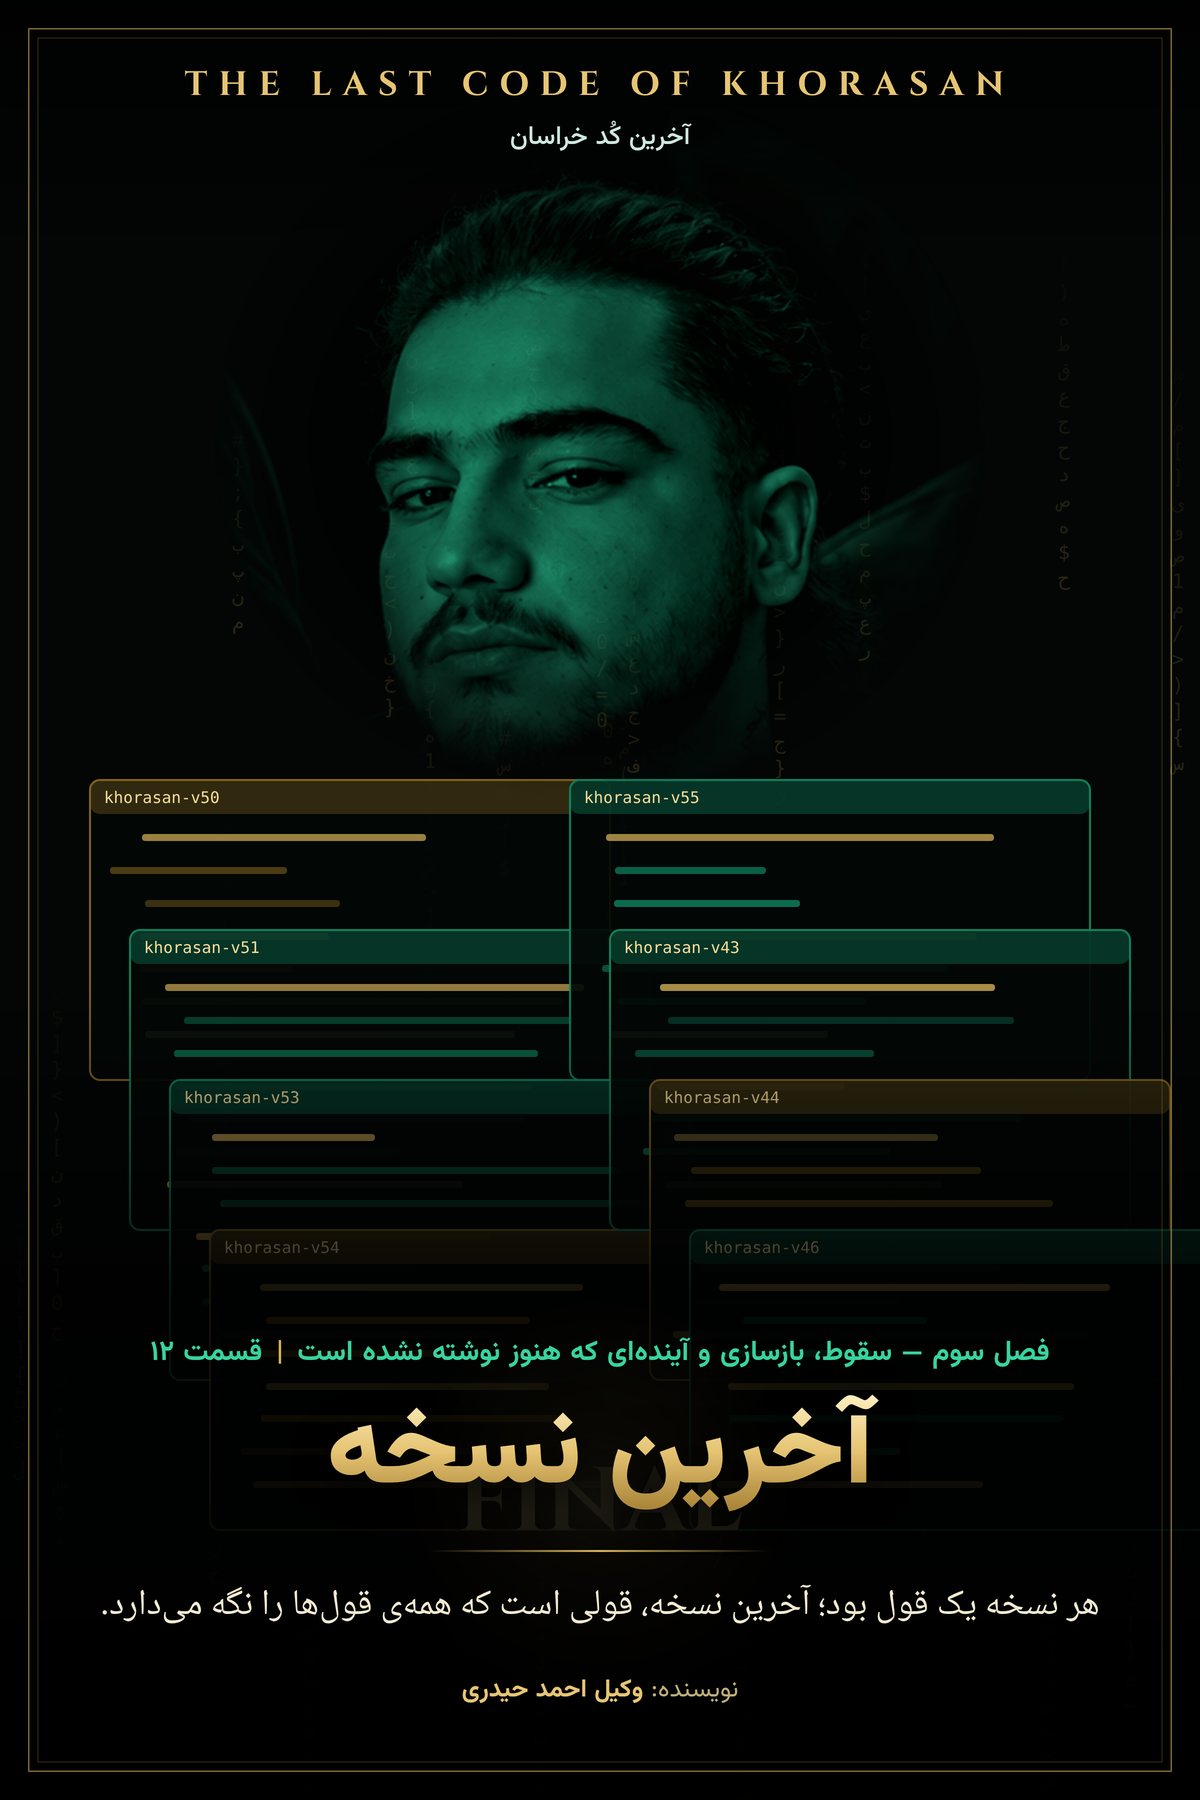 THE LAST CODE OF KHORASAN
آخرین کُد خراسان
khorasan-v50
khorasan-v55
khorasan-v51
khorasan-v43
khorasan-v53
khorasan-v44
khorasan-v54
khorasan-v46
فصل سوم — سقوط، بازسازی و آینده‌ای که هنوز نوشته نشده است | قسمت ۱۲
آخرین نسخه
FINAL
هر نسخه یک قول بود؛ آخرین نسخه، قولی است که همه‌ی قول‌ها را نگه می‌دارد.
نویسنده: وکیل احمد حیدری